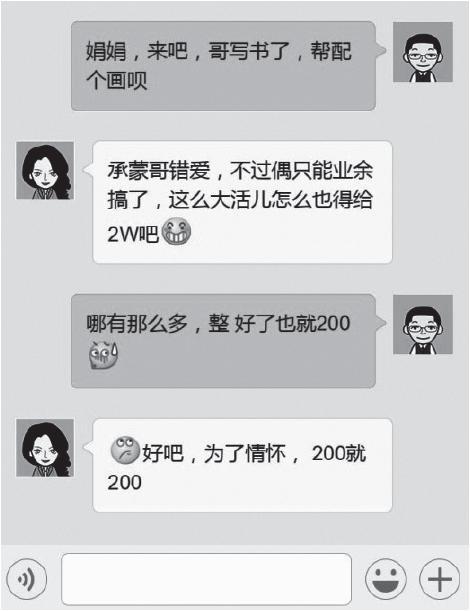 娟娟，来吧，哥写书了，帮配
个画呗
承蒙哥错爱，不过偶只能业余
搞了，这么大活儿怎么也得给
2W吧
哪有那么多，整 好了也就200
好吧，为了情怀， 200就
200